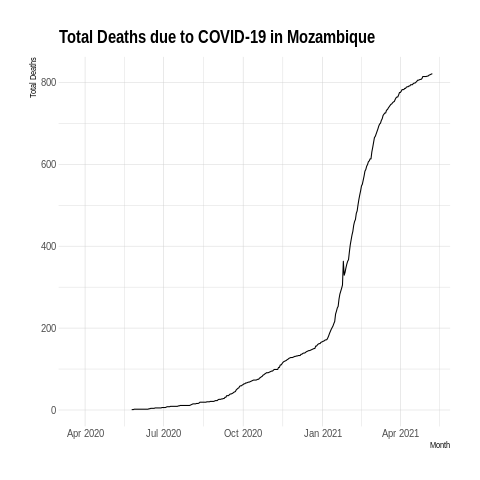 Total Deaths due to COVID-19 in Mozambique
Total Deaths
800
600
400
200
0
Apr 2020 Jul 2020 Oct 2020 Jan 2021 Apr 2021
Month